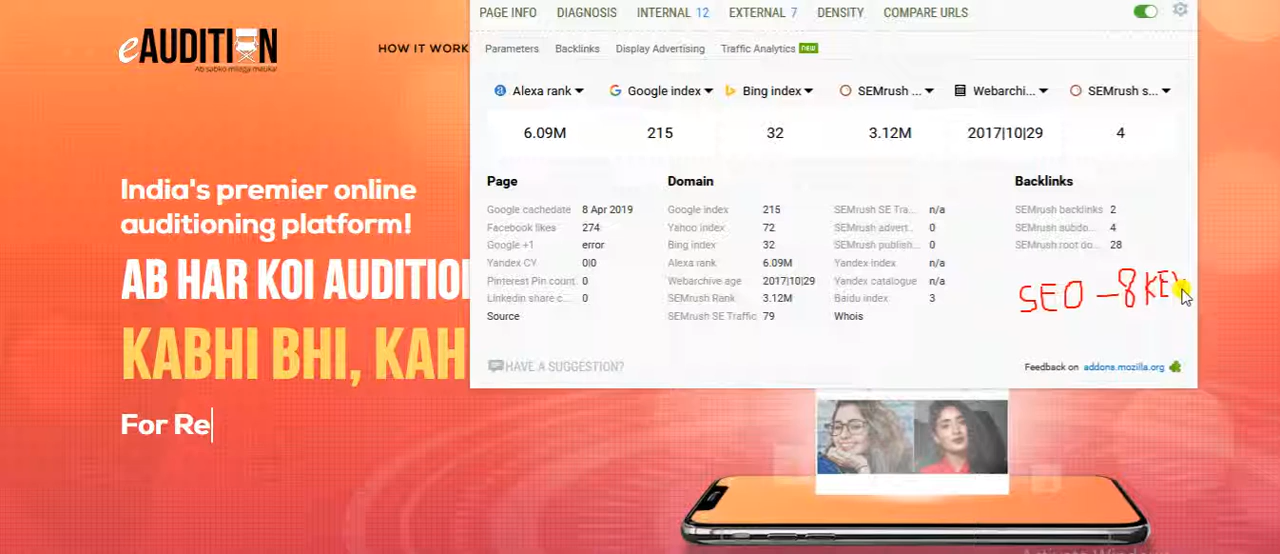 PAGE INFO DIAGNOSIS INTERNAL 12 EXTERNAL 7 DENSITY COMPARE URLS
eAUDITION
Ab sabko milega mauka!
HOW IT WORK
Parameters Backlinks Display Advertising Traffic Analytics new
Alexa rank Google index Bing index SEMrush ... Webarchi... SEMrush s...
6.09M 215 32 3.12M 2017|10|29 4
India's premier online
auditioning platform!
AB HAR KOI AUDITION
KABHI BHI, KAH
For Re
Page
Google cachedate 8 Apr 2019
Facebook likes 274
Google +1 error
Yandex CY 0|0
Pinterest Pin count 0
Linkedin share c... 0
Source
Domain
Google index 215
Yahoo index 72
Bing index 32
Alexa rank 6.09M
Webarchive age 2017|10|29
SEMrush Rank 3.12M
SEMrush SE Traffic 79
SEMrush SE Tra... n/a
SEMrush advert... 0
SEMrush publish... 0
Yandex index n/a
Yandex catalogue n/a
Baidu index 3
Whois
Backlinks
SEMrush backlinks 2
SEMrush subdo... 4
SEMrush root do... 28
SEO - 8 KEY
HAVE A SUGGESTION?
Feedback on addons.mozilla.org